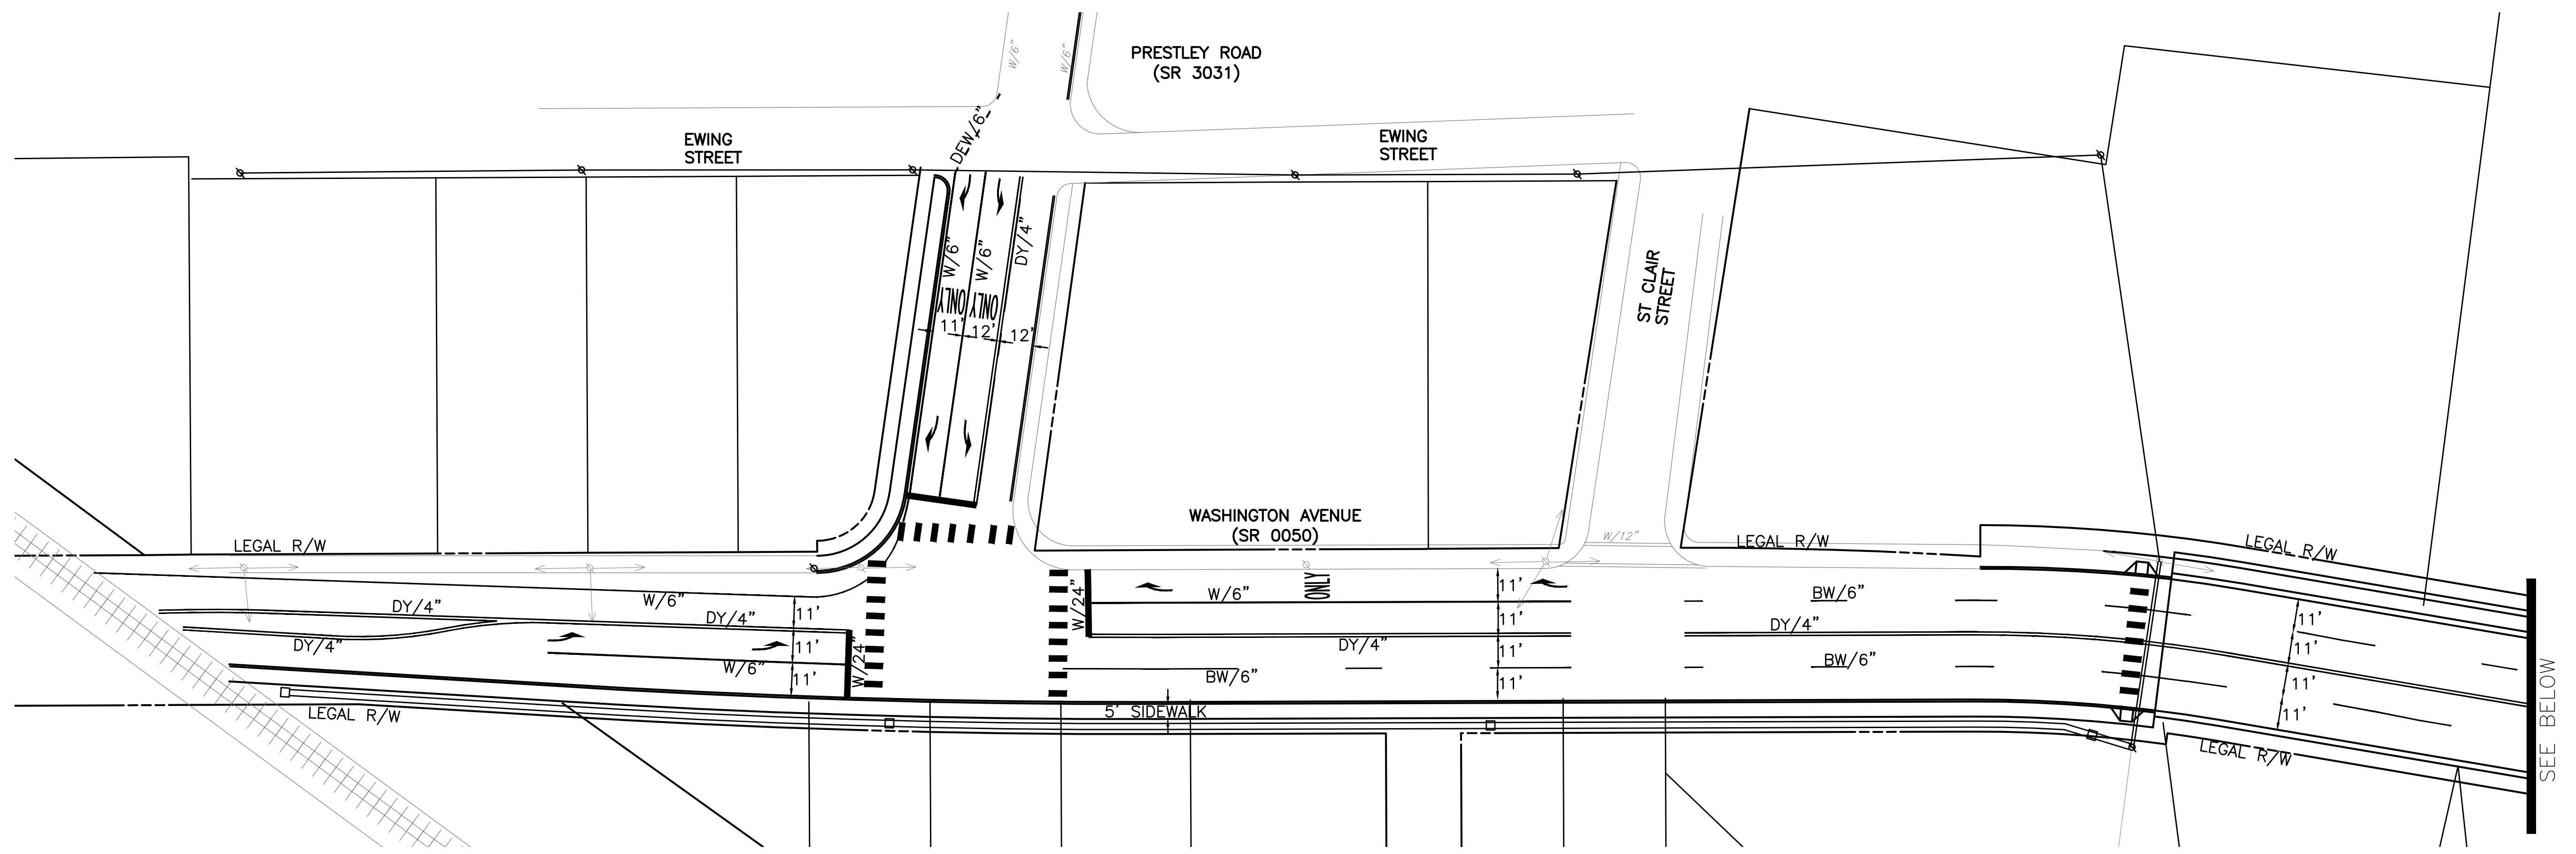 W/6"
W/6"
PRESTLEY ROAD
(SR 3031)
DEW/6"
EWING
STREET
EWING
STREET
W/6"
W/6"
DY/4"
ONLY
ONLY
11'
12'
12'
ST CLAIR
STREET
WASHINGTON AVENUE
(SR 0050)
W/12"
LEGAL R/W
LEGAL R/W
LEGAL R/W
DY/4"
W/6"
DY/4"
DY/4"
W/6"
11'
11'
11'
W/24"
W/24"
W/6"
ONLY
11'
11'
11'
11'
BW/6"
DY/4"
DY/4"
BW/6"
BW/6"
11'
11'
11'
11'
LEGAL R/W
5' SIDEWALK
LEGAL R/W
SEE BELOW